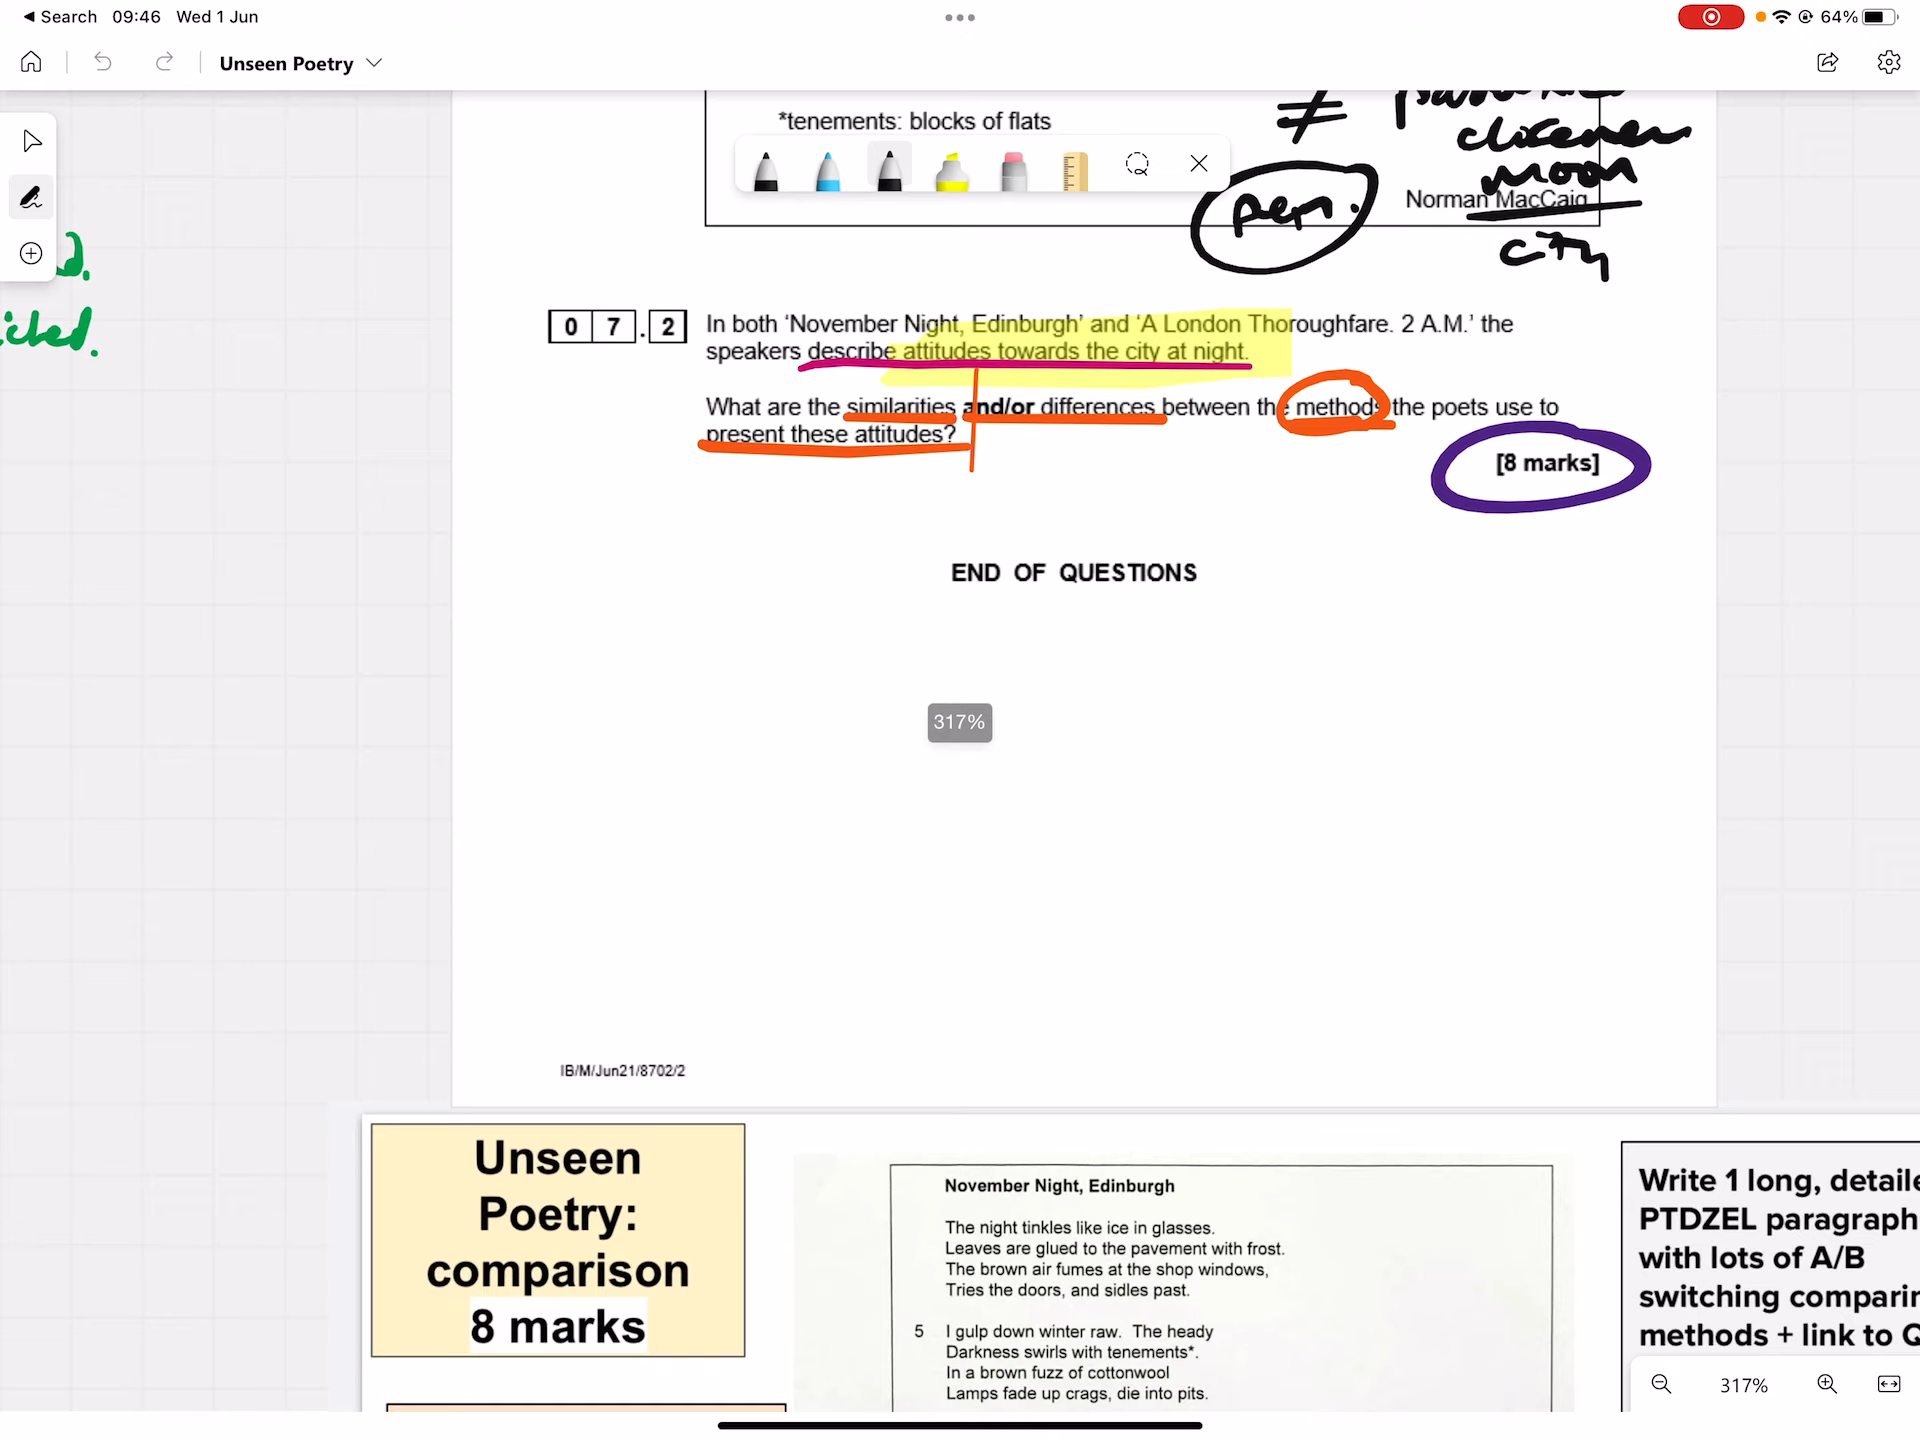 Search 09:46 Wed 1 Jun
64%
Unseen Poetry
*tenements: blocks of flats
moon
Norman MacCaig
city
0 7 . 2 In both ‘November Night, Edinburgh’ and ‘A London Thoroughfare. 2 A.M.’ the
speakers describe attitudes towards the city at night.
What are the similarities and/or differences between the methods the poets use to
present these attitudes?
[8 marks]
END OF QUESTIONS
317%
IB/M/Jun21/8702/2
Unseen
Poetry:
comparison
8 marks
November Night, Edinburgh
The night tinkles like ice in glasses.
Leaves are glued to the pavement with frost.
The brown air fumes at the shop windows,
Tries the doors, and sidles past.
5 I gulp down winter raw. The heady
Darkness swirls with tenements*.
In a brown fuzz of cottonwool
Lamps fade up crags, die into pits.
Write 1 long, detaile
PTDZEL paragraph
with lots of A/B
switching comparin
methods + link to Q
317%